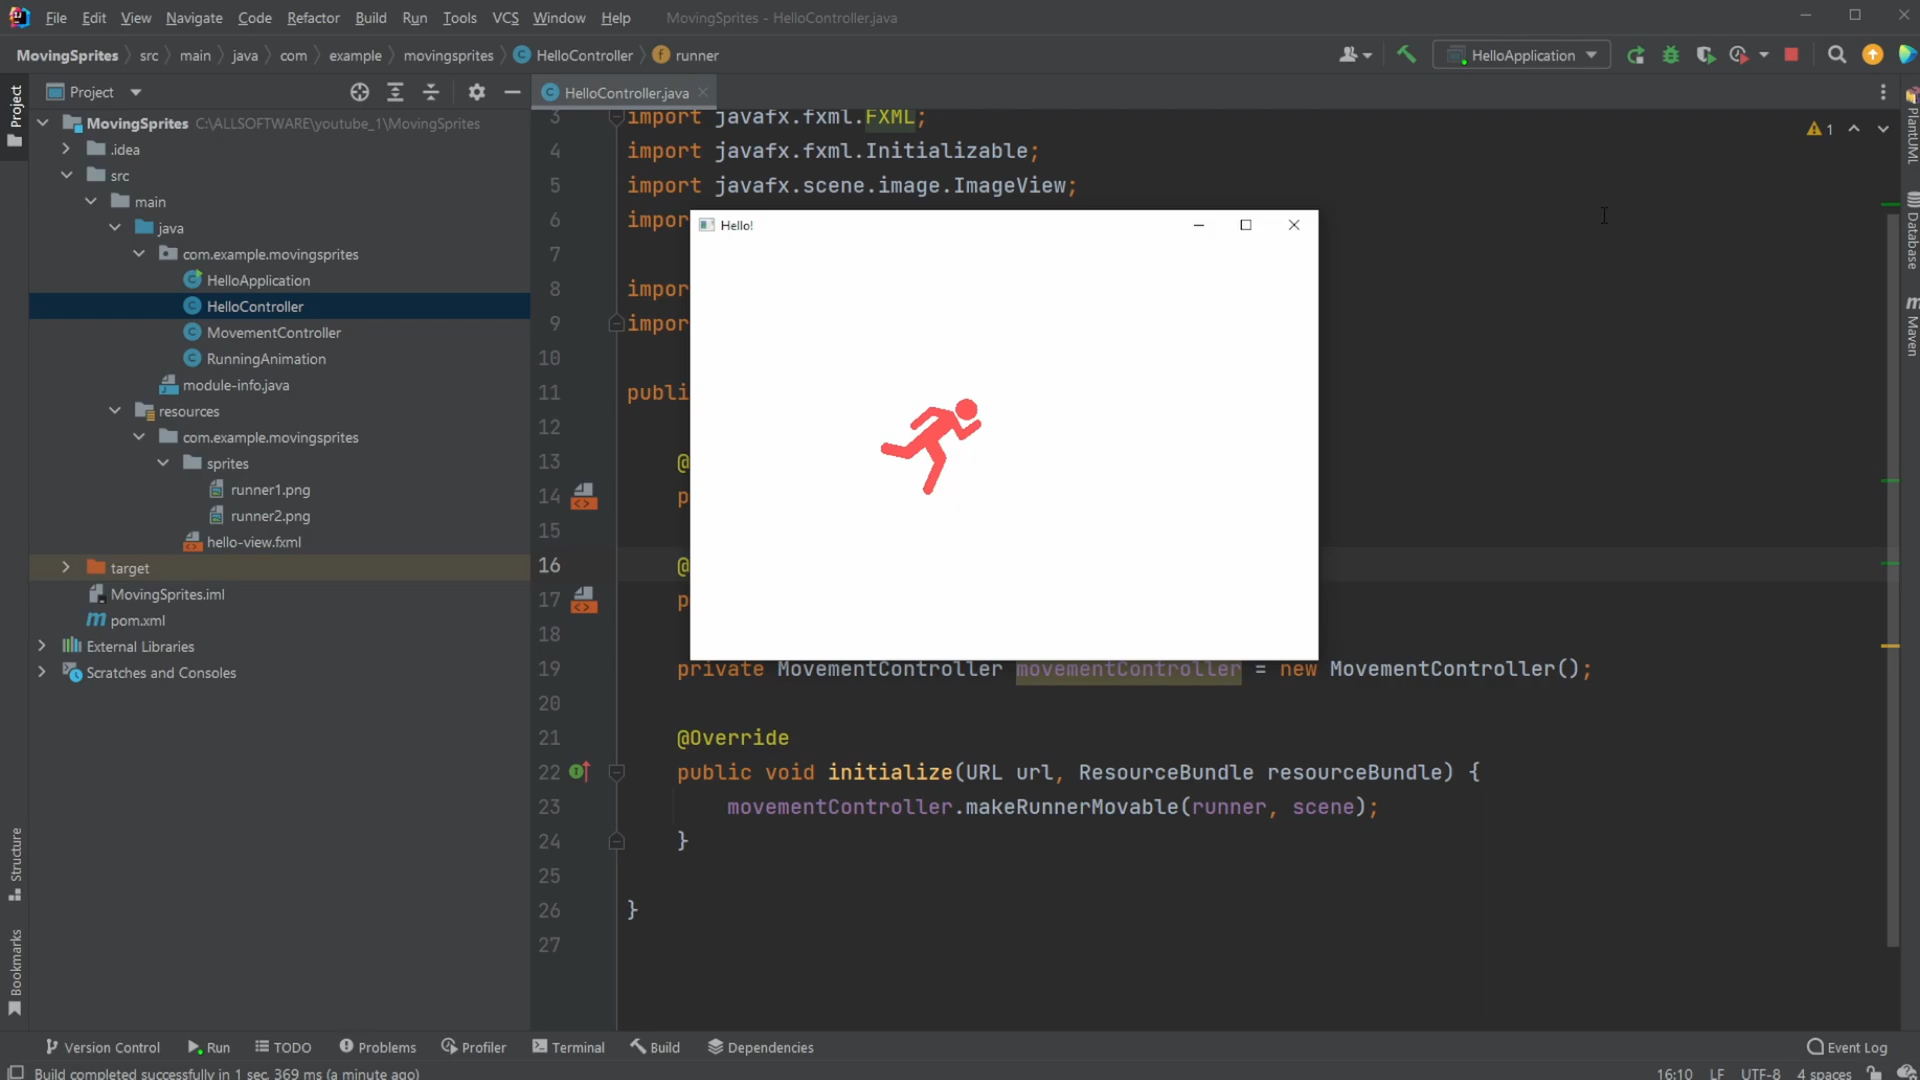 File Edit View Navigate Code Refactor Build Run Tools VCS Window Help MovingSprites - HelloController.java
MovingSprites src main java com example movingsprites HelloController runner HelloApplication
Project
HelloController.java
Project
MovingSprites C:\ALLSOFTWARE\youtube_1\MovingSprites
.idea
src
main
java
com.example.movingsprites
HelloApplication
HelloController
MovementController
RunningAnimation
module-info.java
resources
com.example.movingsprites
sprites
runner1.png
runner2.png
hello-view.fxml
target
MovingSprites.iml
pom.xml
External Libraries
Scratches and Consoles
Structure
Bookmarks
3 import javafx.fxml.FXML;
4 import javafx.fxml.Initializable;
5 import javafx.scene.image.ImageView;
6 impor
7
8 impor
9 impor
10
11 publi
12
13 @
14 p
15
16 @
17 p
18
19 private MovementController movementController = new MovementController();
20
21 @Override
22 public void initialize(URL url, ResourceBundle resourceBundle) {
23 movementController.makeRunnerMovable(runner, scene);
24 }
25
26 }
27
Hello!
1
PlantUML
Database
Maven
Version Control Run TODO Problems Profiler Terminal Build Dependencies Event Log
Build completed successfully in 1 sec, 369 ms (a minute ago) 16:10 LF UTF-8 4 spaces